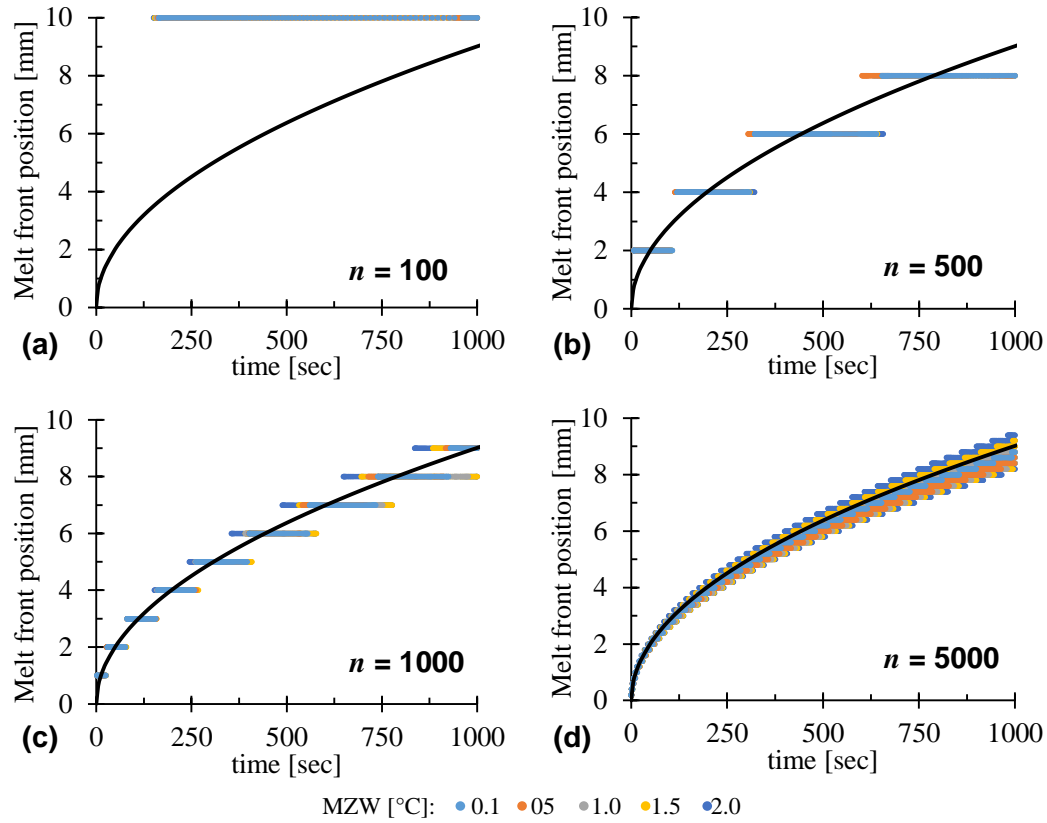 Melt front position [mm]
10
8
6
4
2
0
n = 100
(a)
0 250 500 750 1000
time [sec]
Melt front position [mm]
10
8
6
4
2
0
n = 500
(b)
0 250 500 750 1000
time [sec]
Melt front position [mm]
10
8
6
4
2
0
n = 1000
(c)
0 250 500 750 1000
time [sec]
Melt front position [mm]
10
8
6
4
2
0
n = 5000
(d)
0 250 500 750 1000
time [sec]
MZW [°C]: 0.1 05 1.0 1.5 2.0